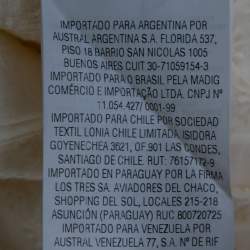 IMPORTADO PARA ARGENTINA POR
AUSTRAL ARGENTINA S.A. FLORIDA 537,
PISO 18 BARRIO SAN NICOLAS 1005
BUENOS AIRES CUIT 30-71059154-3
IMPORTADO PARA O BRASIL PELA MADIG
COMÉRCIO E IMPORTAÇÃO LTDA. CNPJ Nº
11.054.427/0001-99
IMPORTADO PARA CHILE POR SOCIEDAD
TEXTIL LONIA CHILE LIMITADA, ISIDORA
GOYENECHEA 3621, OF.901 LAS CONDES,
SANTIAGO DE CHILE. RUT: 76157172-9
IMPORTADO EN PARAGUAY POR LA FIRMA
LOS TRES SA. AVIADORES DEL CHACO,
SHOPPING DEL SOL, LOCALES 215-218
ASUNCIÓN (PARAGUAY) RUC 800720725
IMPORTADO PARA VENEZUELA POR
AUSTRAL VENEZUELA 77, S.A. Nº DE RIF